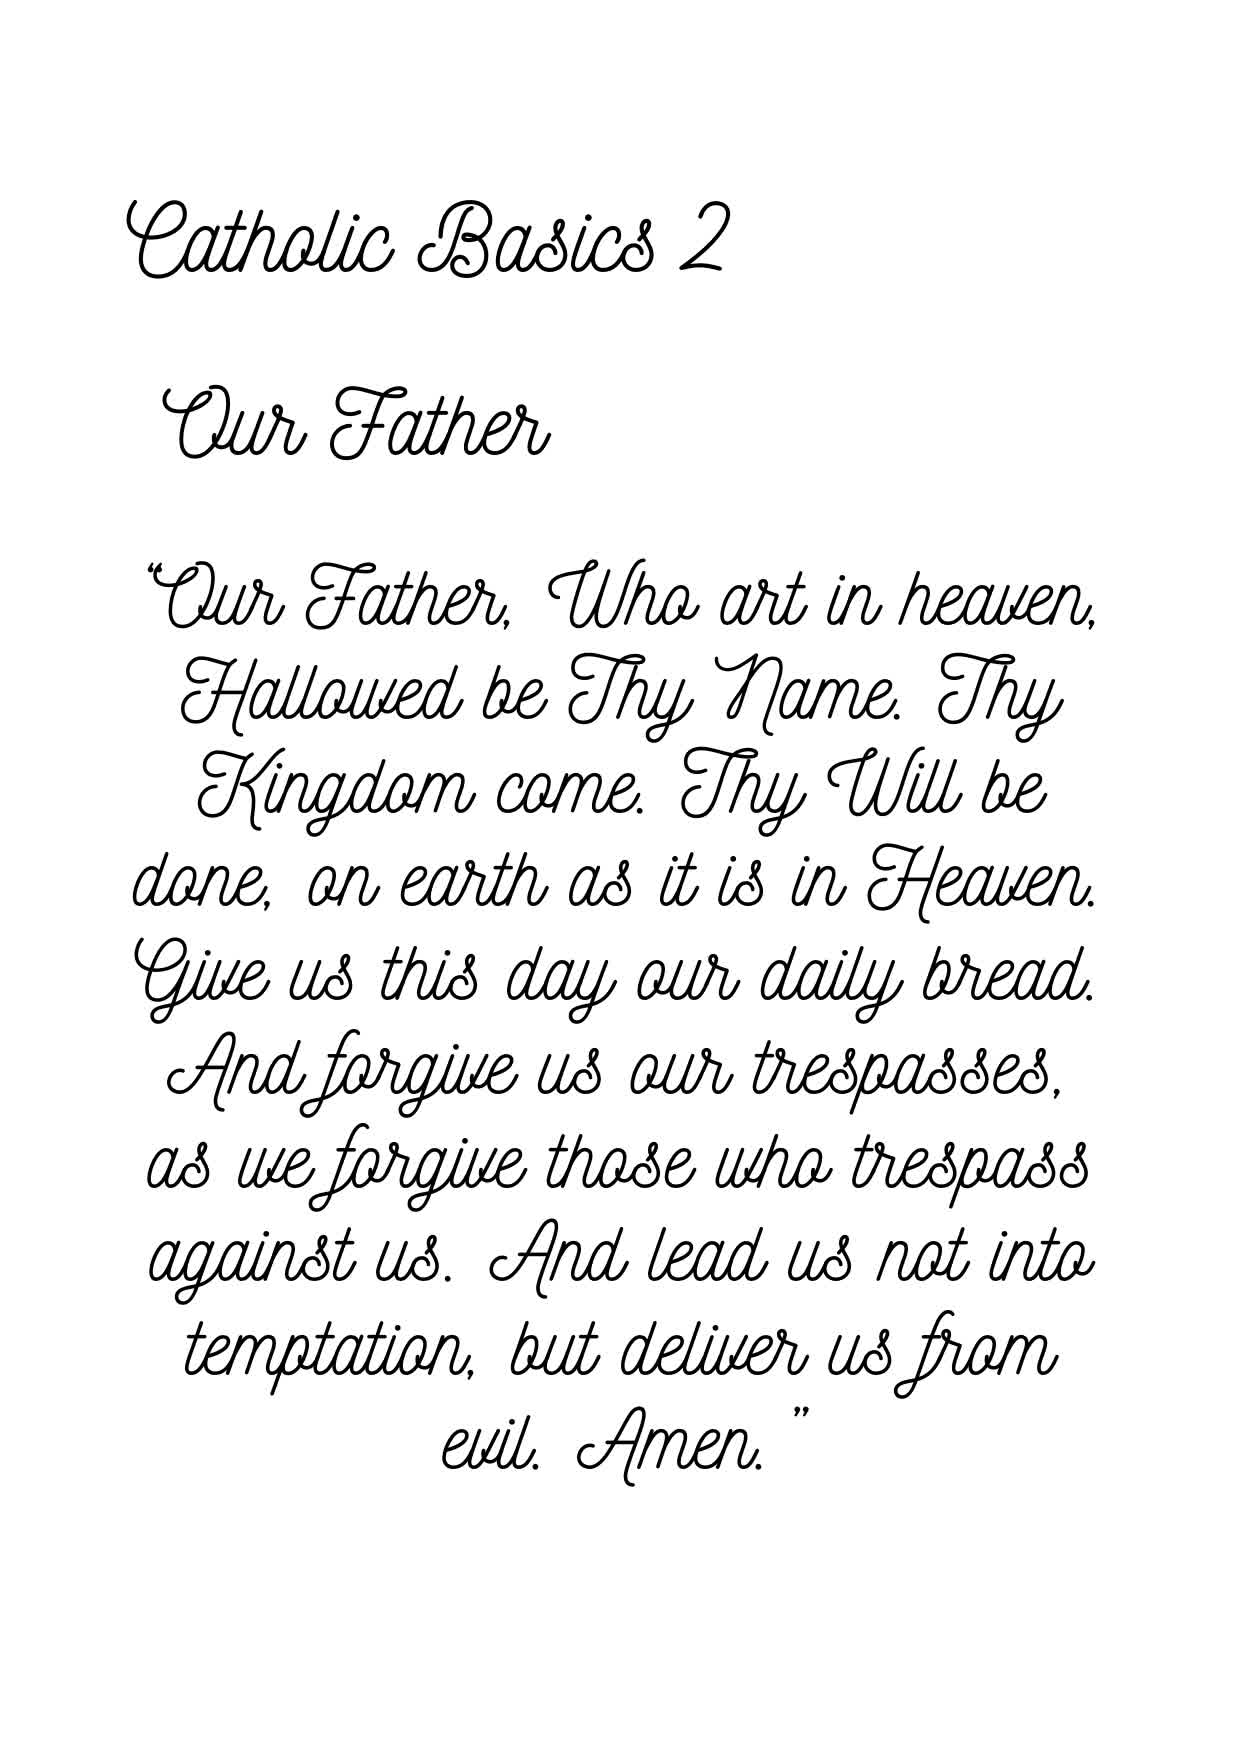 Catholic Basics 2
Our Father
“Our Father, Who art in heaven,
Hallowed be Thy Name. Thy
Kingdom come. Thy Will be
done, on earth as it is in Heaven.
Give us this day our daily bread.
And forgive us our trespasses,
as we forgive those who trespass
against us. And lead us not into
temptation, but deliver us from
evil. Amen.”